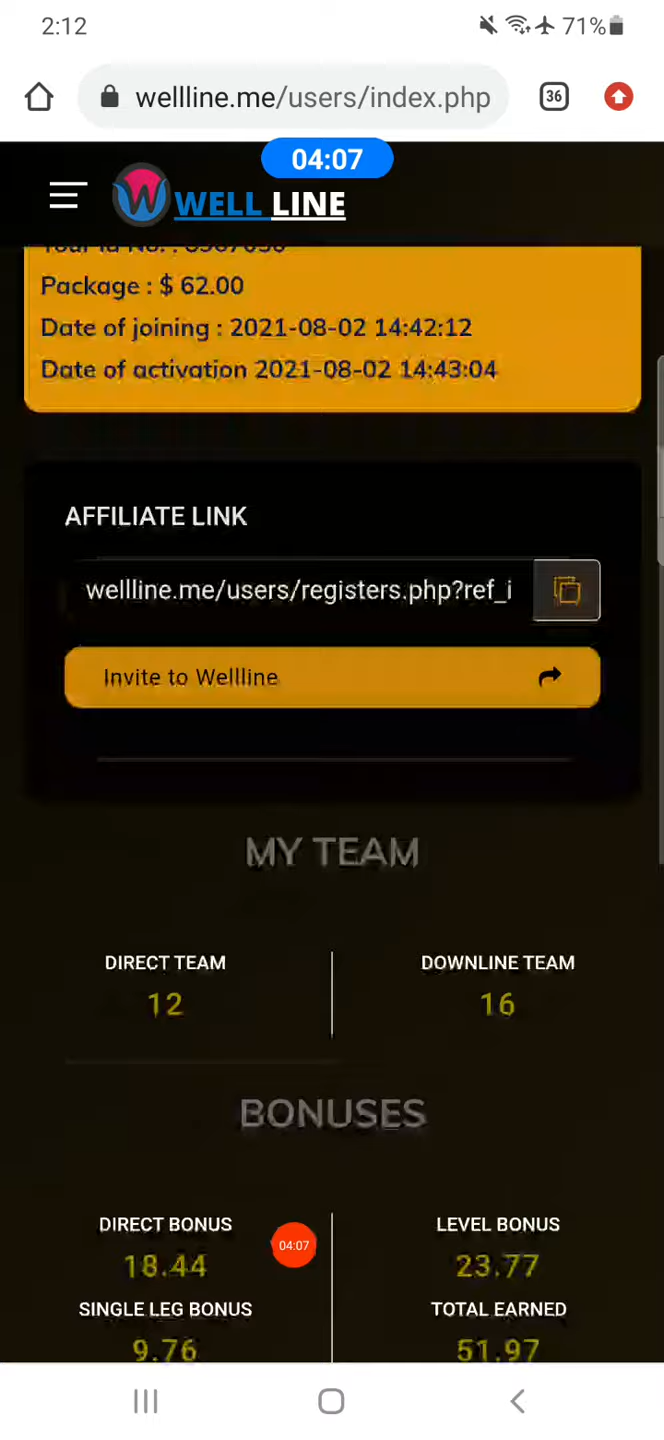 2:12 71%
wellline.me/users/index.php 36
04:07
WELL LINE
Package : $ 62.00
Date of joining : 2021-08-02 14:42:12
Date of activation 2021-08-02 14:43:04
AFFILIATE LINK
wellline.me/users/registers.php?ref_i
Invite to Wellline
MY TEAM
DIRECT TEAM DOWNLINE TEAM
12 16
BONUSES
DIRECT BONUS LEVEL BONUS
18.44 04:07 23.77
SINGLE LEG BONUS TOTAL EARNED
9.76 51.97